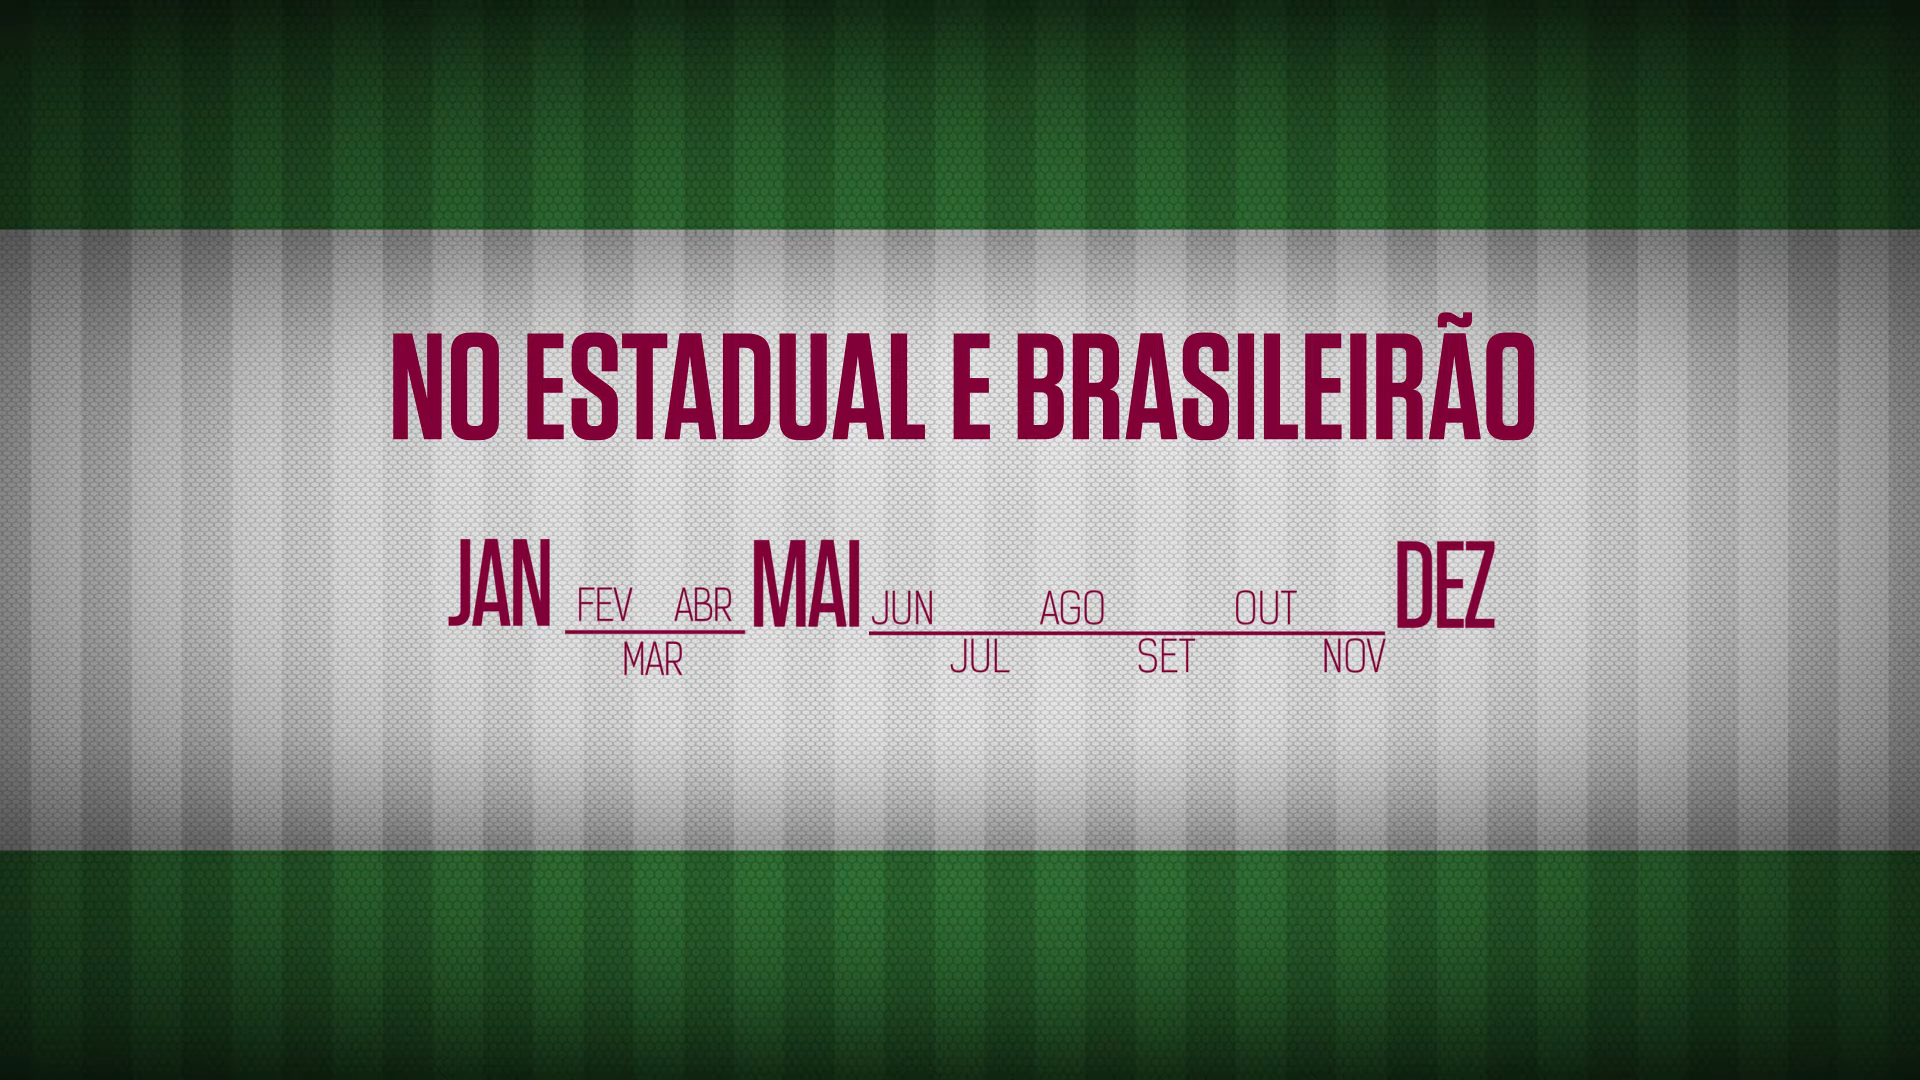 NO ESTADUAL E BRASILEIRÃO
JAN FEV MAR ABR MAI JUN JUL AGO SET OUT NOV DEZ